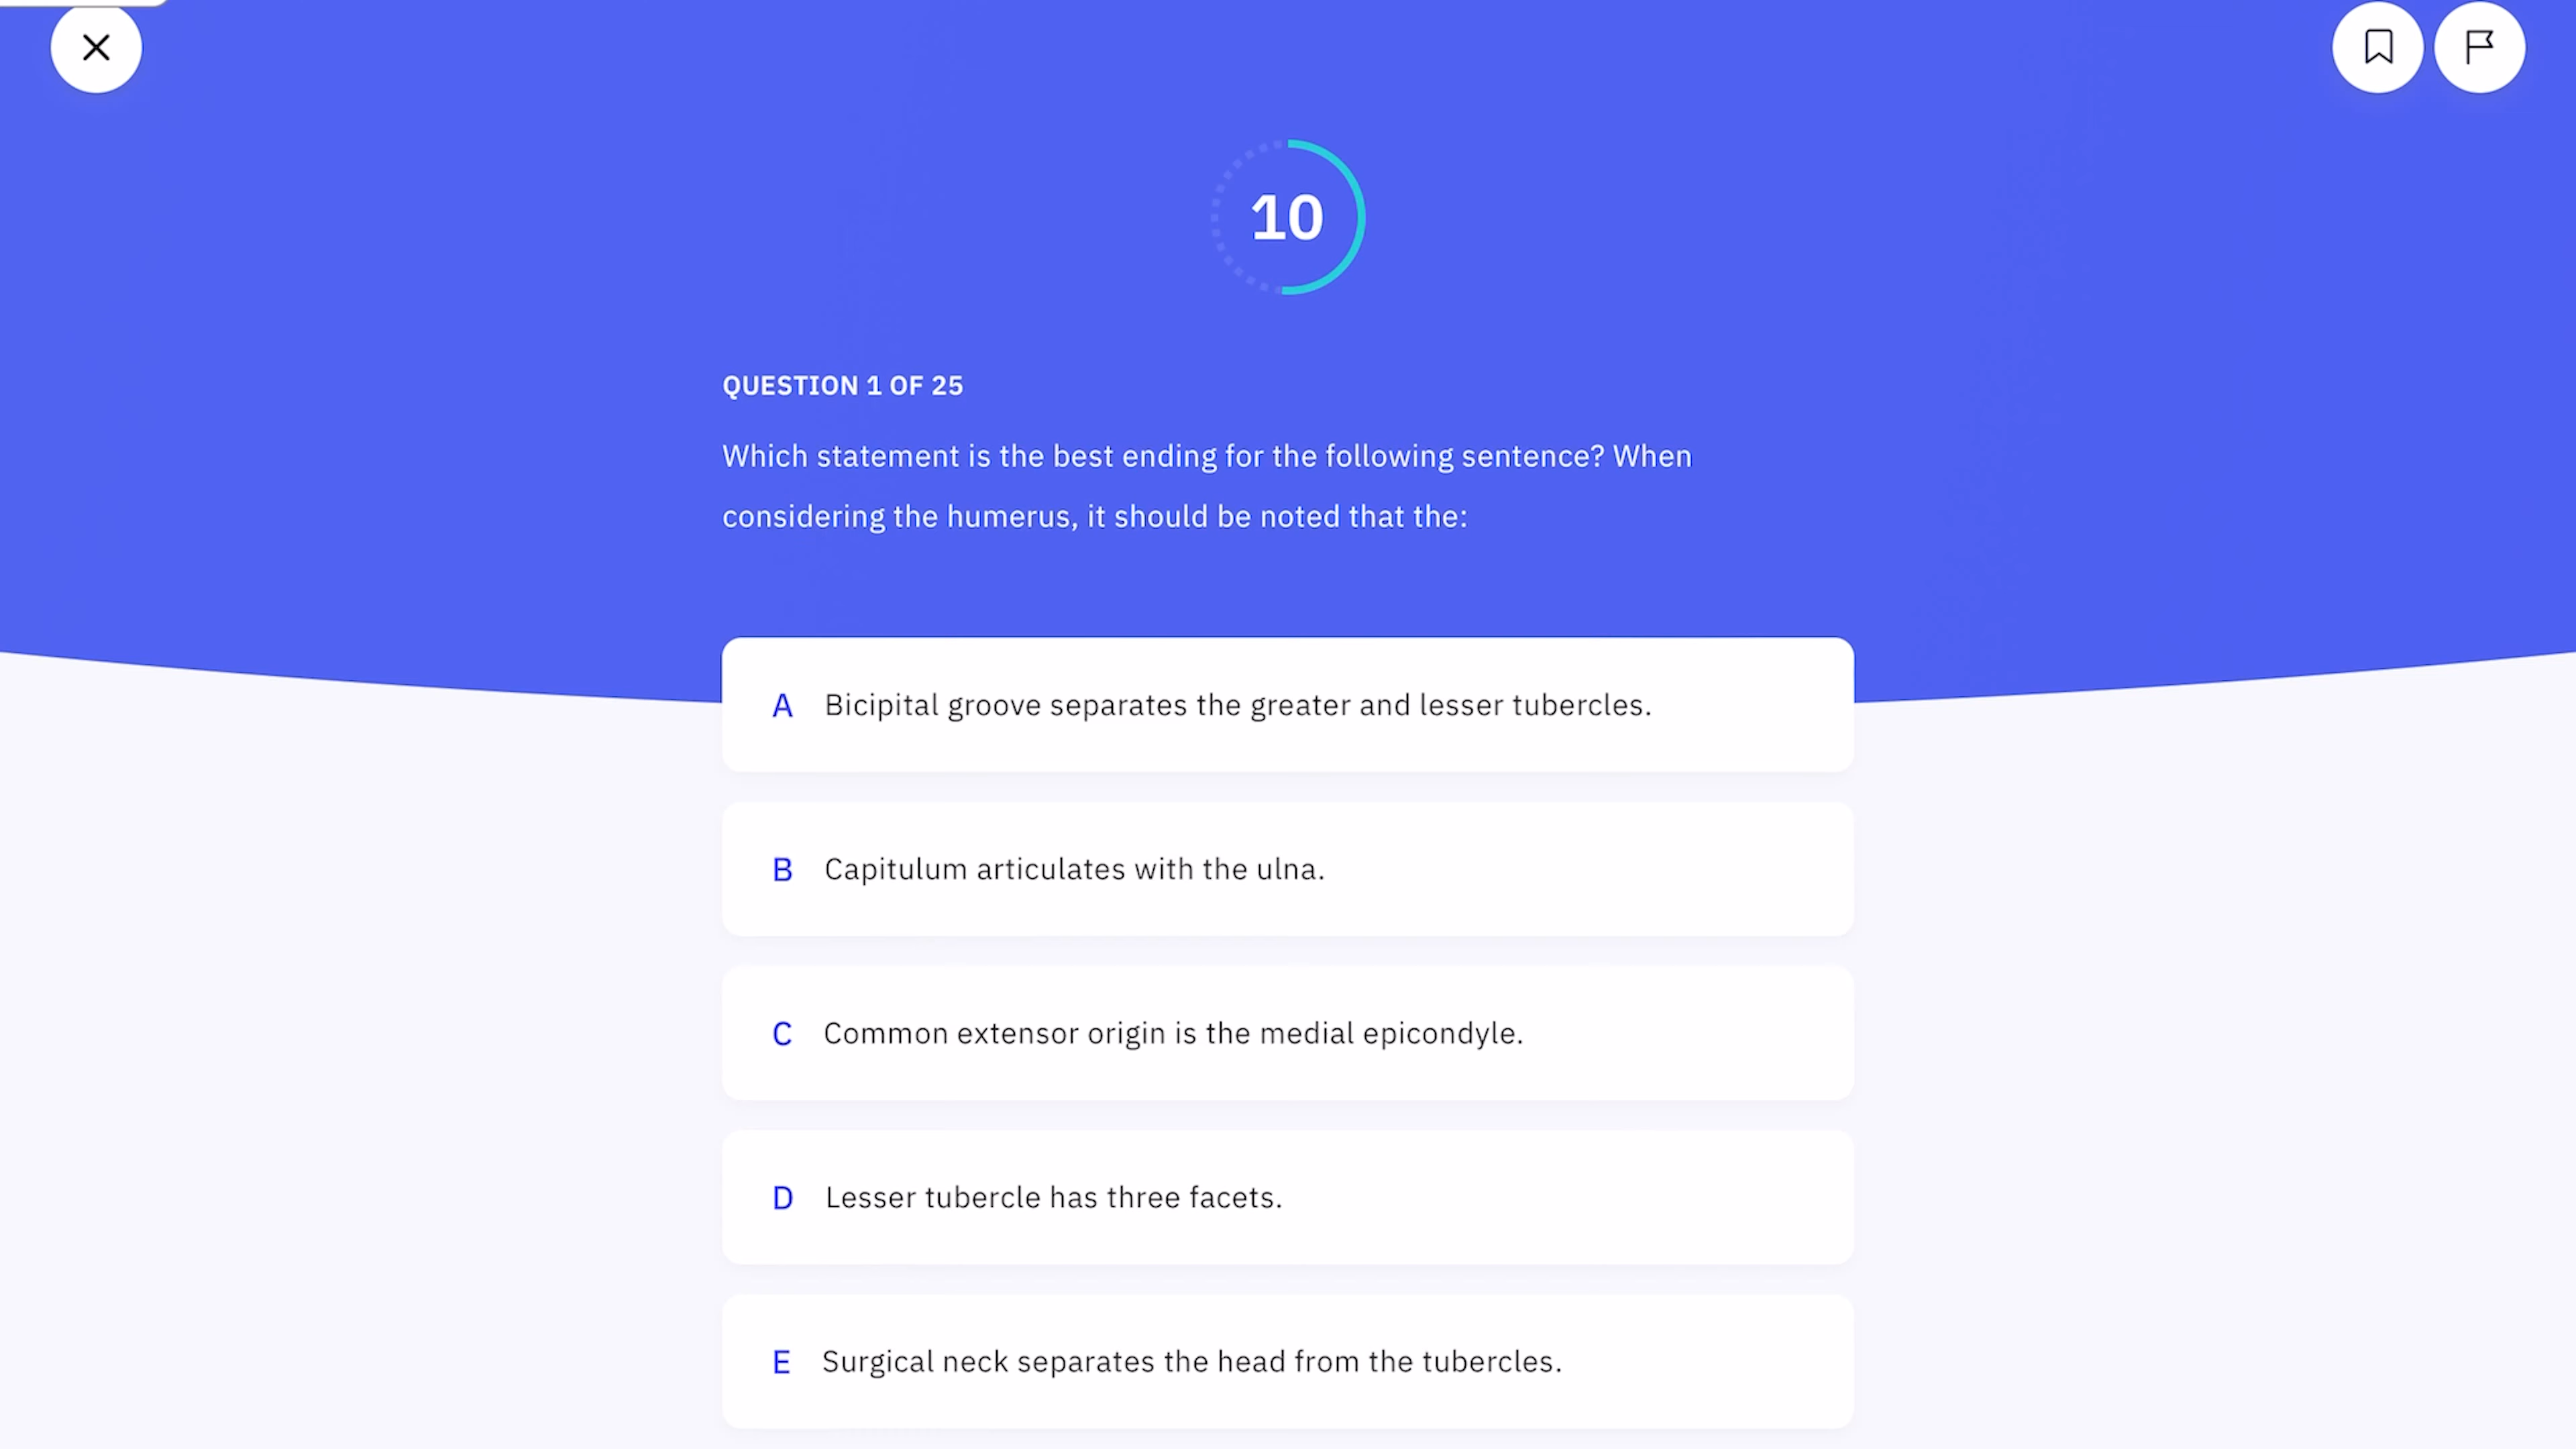 10
QUESTION 1 OF 25
Which statement is the best ending for the following sentence? When
considering the humerus, it should be noted that the:
A Bicipital groove separates the greater and lesser tubercles.
B Capitulum articulates with the ulna.
C Common extensor origin is the medial epicondyle.
D Lesser tubercle has three facets.
E Surgical neck separates the head from the tubercles.